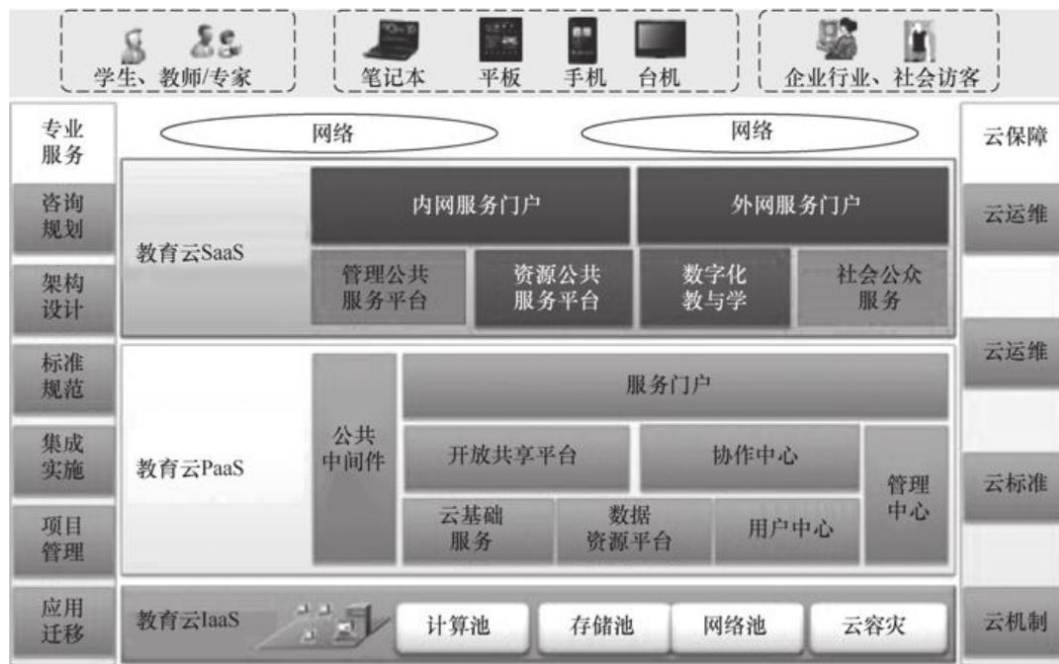 学生、教师/专家
笔记本
平板
手机
台机
企业行业、社会访客
专业
服务
咨询
规划
架构
设计
标准
规范
集成
实施
项目
管理
应用
迁移
网络
网络
教育云SaaS
内网服务门户
外网服务门户
管理公共
服务平台
资源公共
服务平台
数字化
教与学
社会公众
服务
教育云PaaS
公共
中间件
服务门户
开放共享平台
协作中心
管理
中心
云基础
服务
数据
资源平台
用户中心
教育云IaaS
计算池
存储池
网络池
云容灾
云保障
云运维
云运维
云标准
云机制